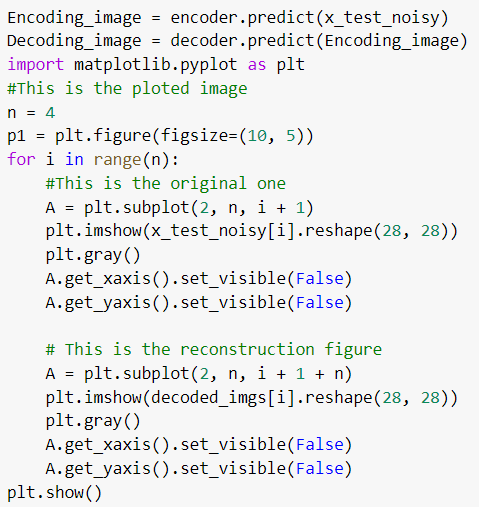 Encoding_image = encoder.predict(x_test_noisy)
Decoding_image = decoder.predict(Encoding_image)
import matplotlib.pyplot as plt
#This is the ploted image
n = 4
p1 = plt.figure(figsize=(10, 5))
for i in range(n):
    #This is the original one
    A = plt.subplot(2, n, i + 1)
    plt.imshow(x_test_noisy[i].reshape(28, 28))
    plt.gray()
    A.get_xaxis().set_visible(False)
    A.get_yaxis().set_visible(False)

    # This is the reconstruction figure
    A = plt.subplot(2, n, i + 1 + n)
    plt.imshow(decoded_imgs[i].reshape(28, 28))
    plt.gray()
    A.get_xaxis().set_visible(False)
    A.get_yaxis().set_visible(False)
plt.show()